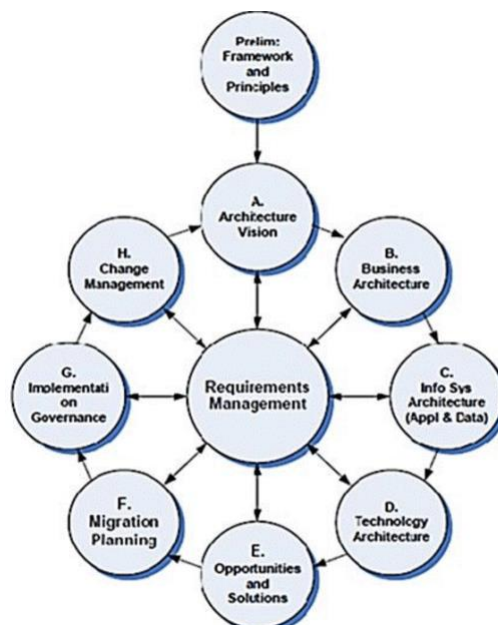 Prelim:
Framework
and
Principles
A.
Architecture
Vision
H.
Change
Management
B.
Business
Architecture
G.
Implementati
on
Governance
Requirements
Management
C.
Info Sys
Architecture
(Appl & Data)
F.
Migration
Planning
D.
Technology
Architecture
E.
Opportunities
and
Solutions